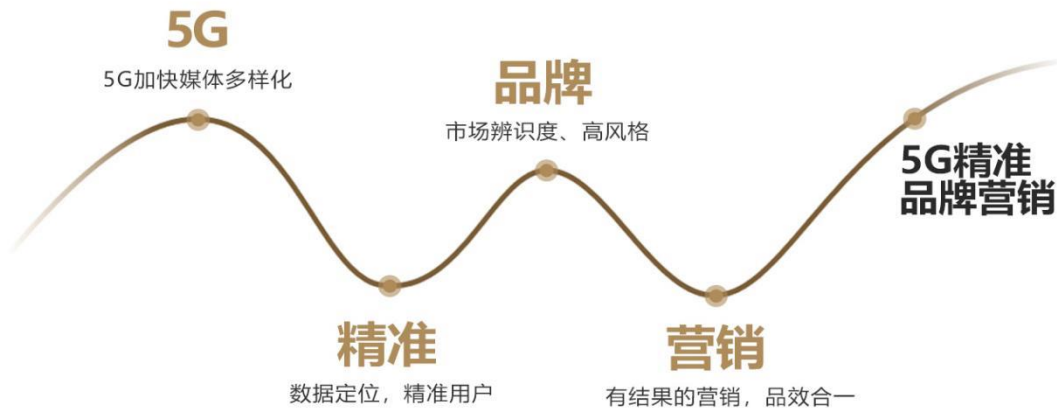 5G
5G加快媒体多样化
品牌
市场辨识度、高风格
5G精准
品牌营销
精准
数据定位，精准用户
营销
有结果的营销，品效合一